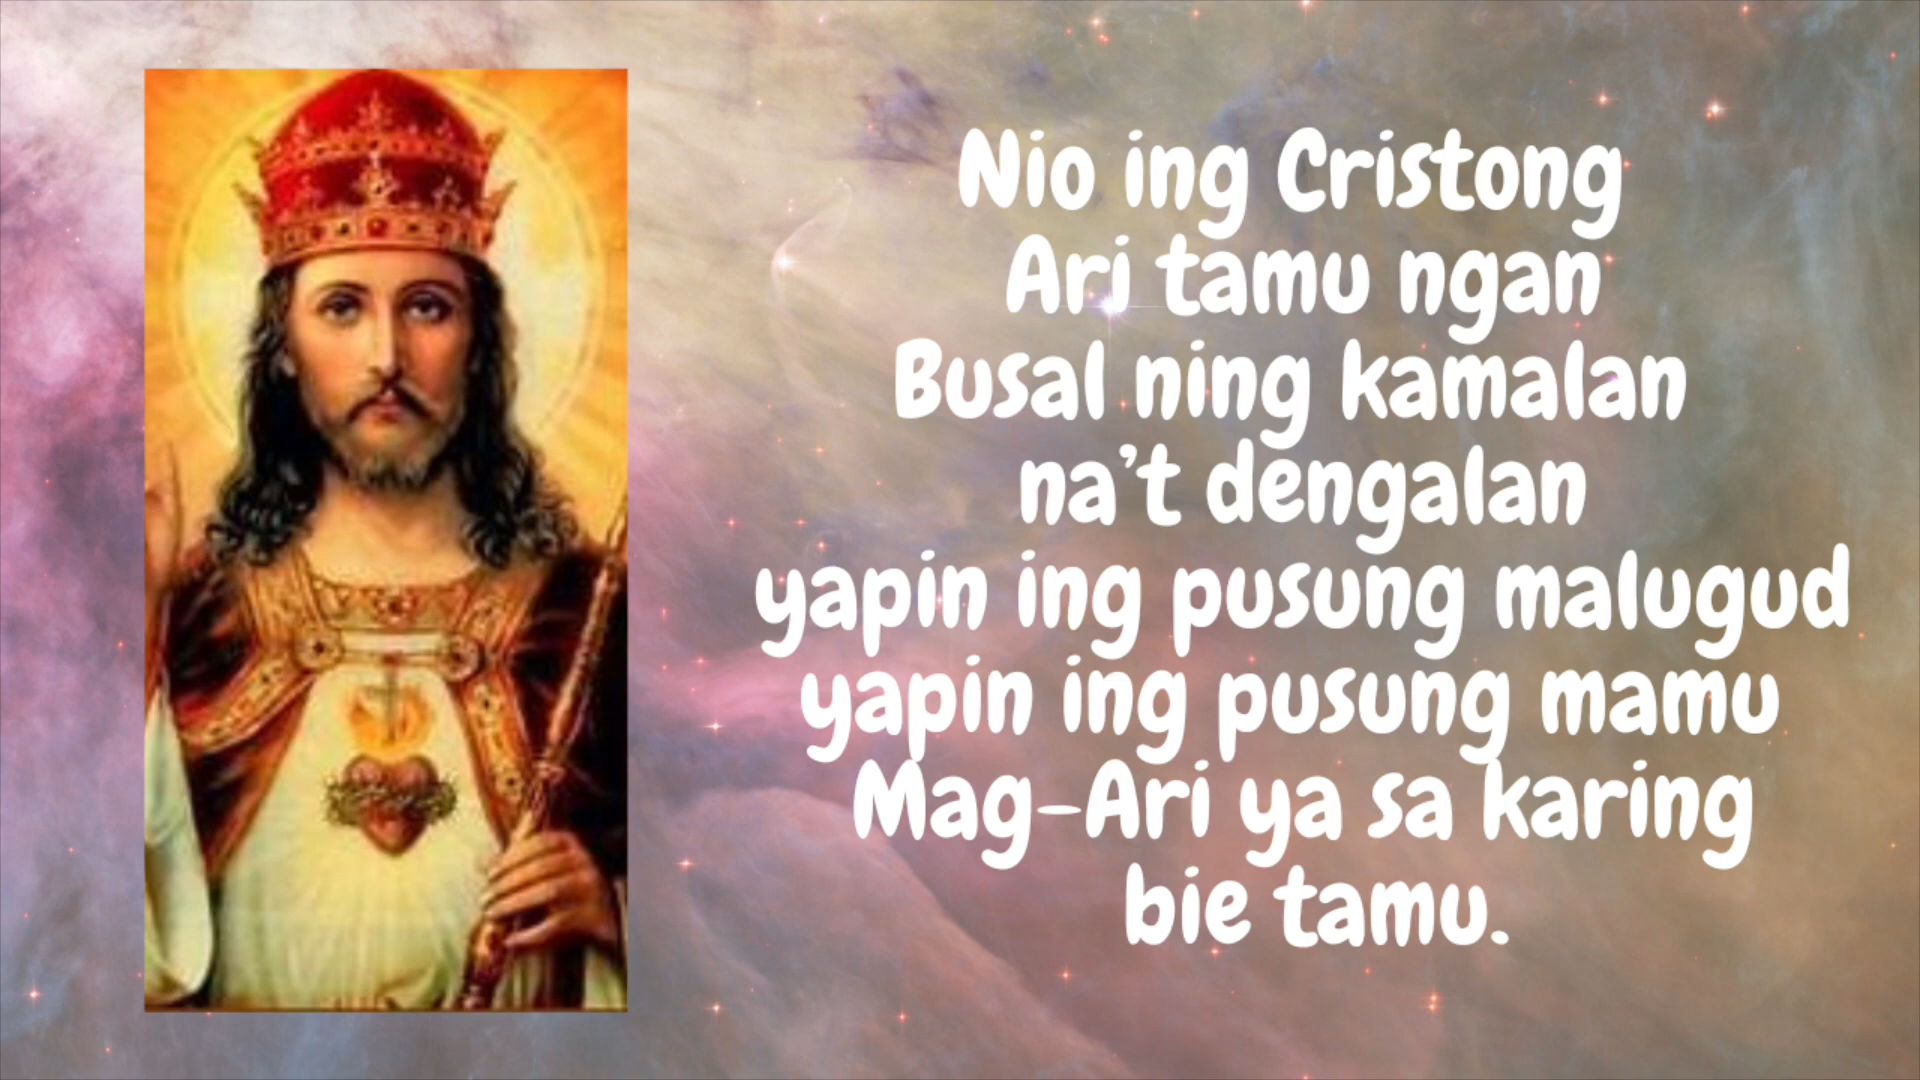 Nio ing Cristong
Ari tamu ngan
Busal ning kamalan
na't dengalan
yapin ing pusung malugud
yapin ing pusung mamu
Mag-Ari ya sa karing
bie tamu.